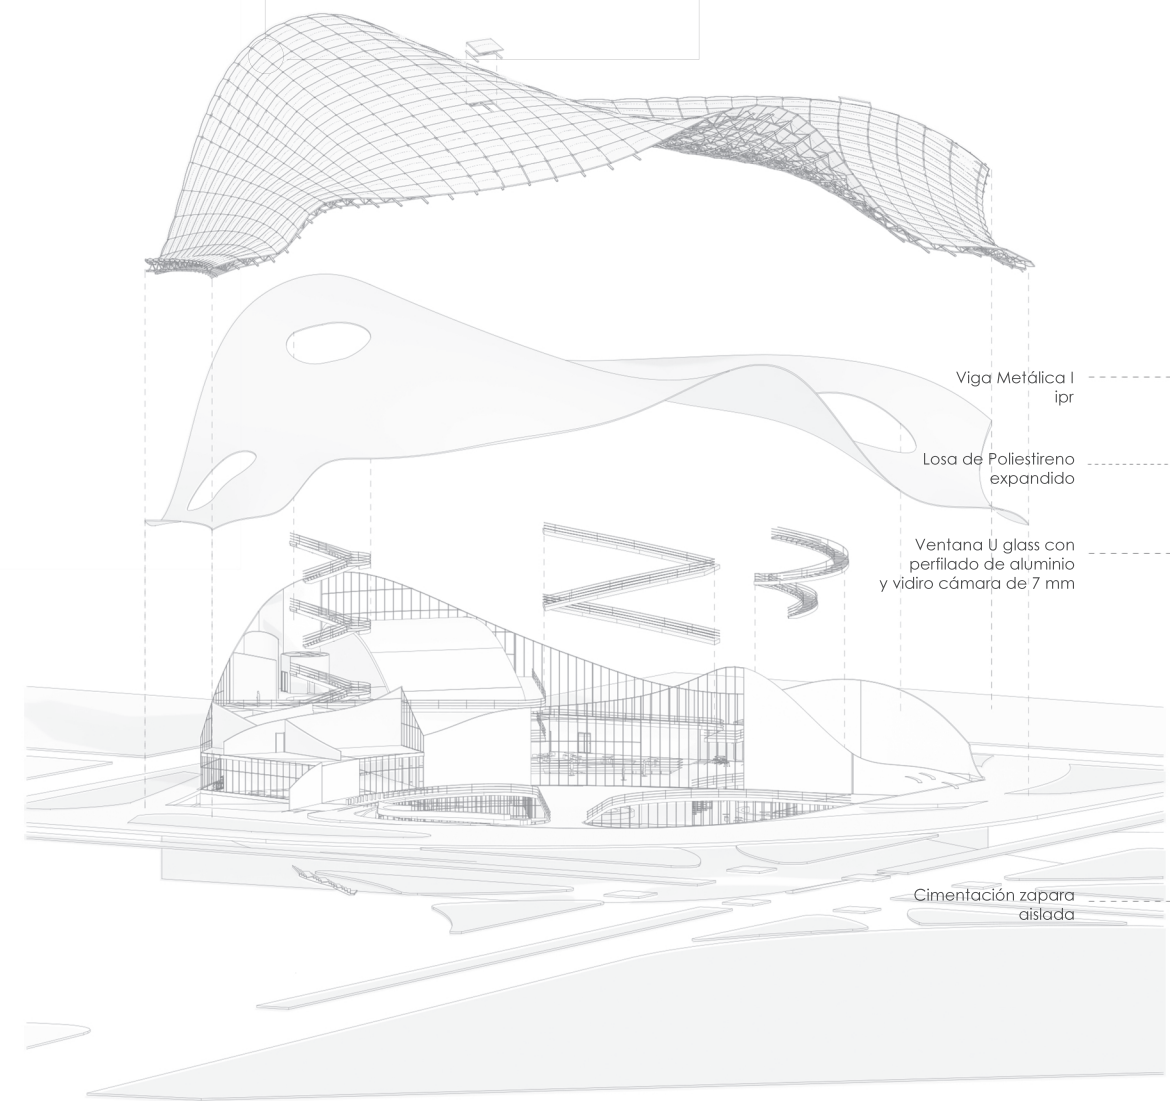 Viga Metálica I
ipr
Losa de Poliestireno
expandido
Ventana U glass con
perfilado de aluminio
y vidiro cámara de 7 mm
Cimentación zapara
aislada